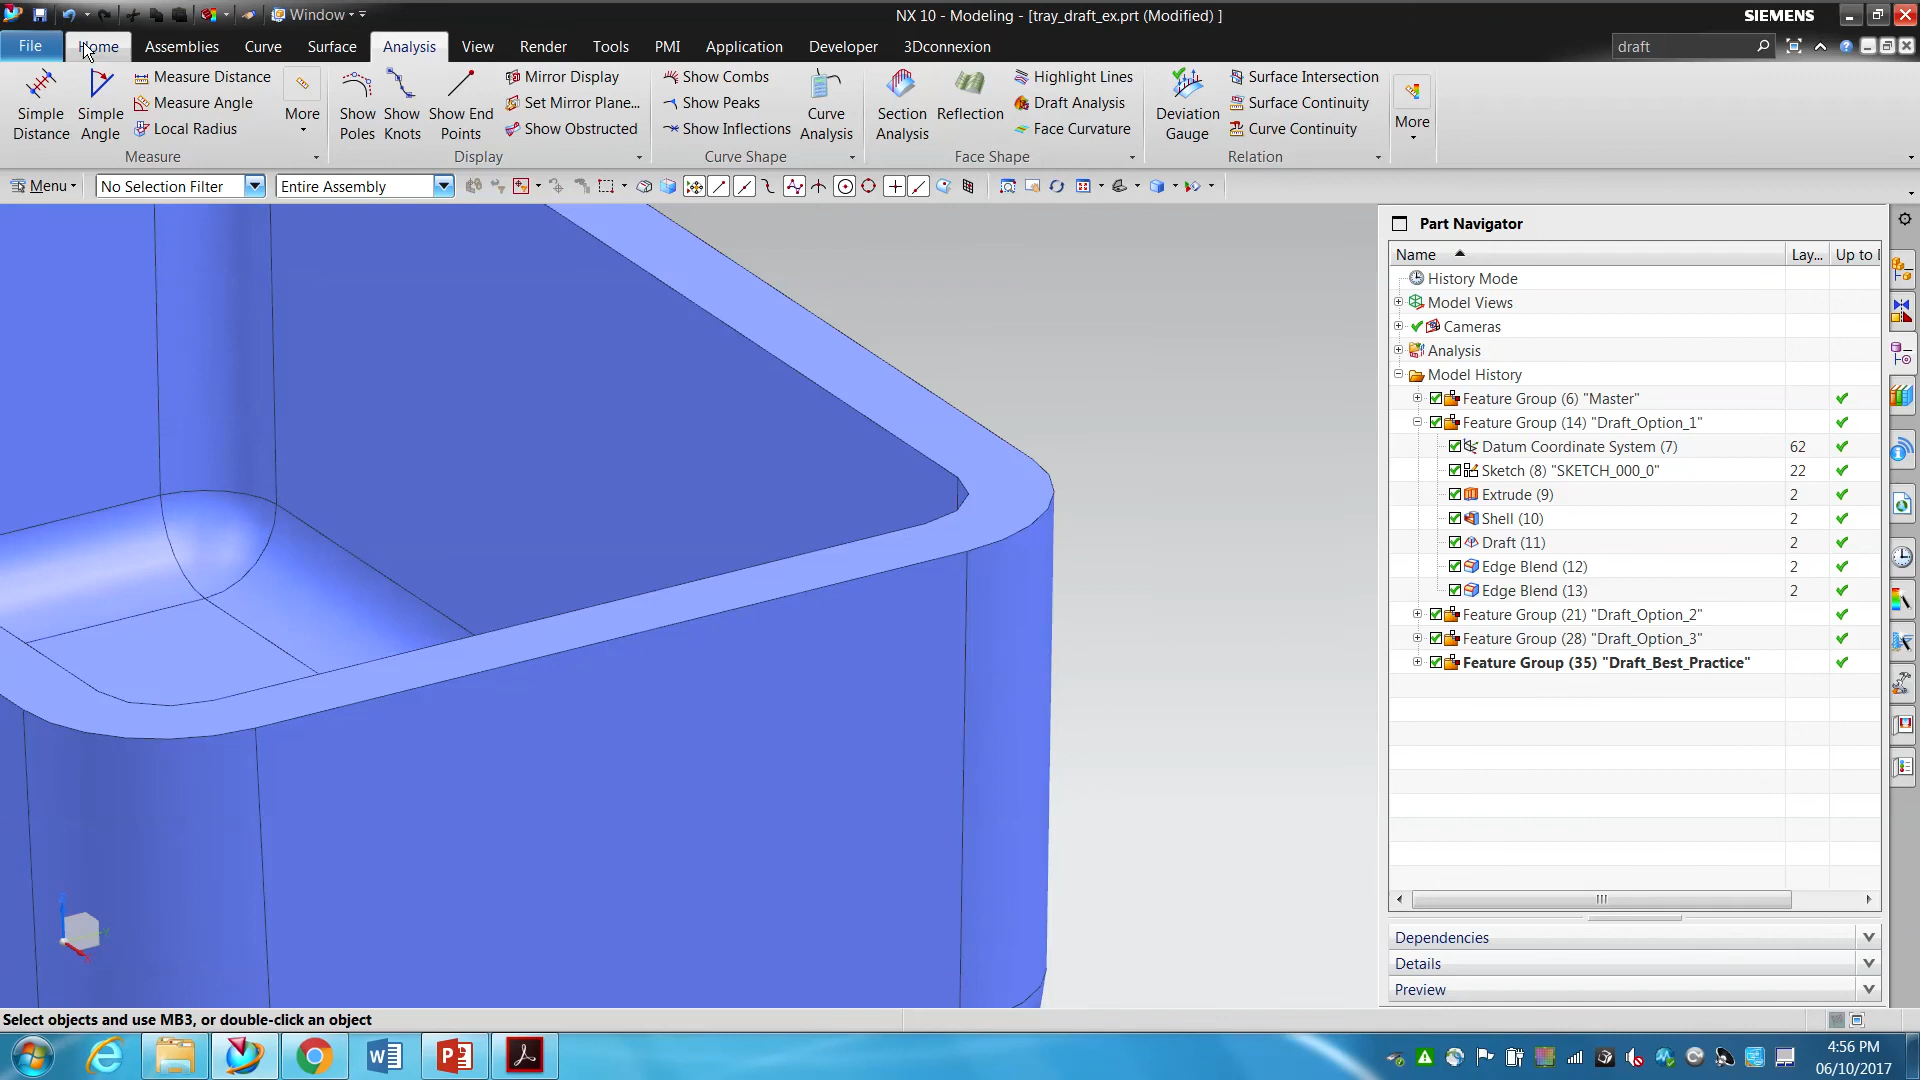 Window
NX 10 - Modeling - [tray_draft_ex.prt (Modified) ]
SIEMENS
File Home Assemblies Curve Surface Analysis View Render Tools PMI Application Developer 3Dconnexion
draft
Simple Distance
Simple Angle
Measure Distance
Measure Angle
Local Radius
More
Measure
Show Poles
Show Knots
Show End Points
Mirror Display
Set Mirror Plane...
Show Obstructed
Display
Show Combs
Show Peaks
Show Inflections
Curve Analysis
Curve Shape
Section Analysis
Reflection
Highlight Lines
Draft Analysis
Face Curvature
Face Shape
Deviation Gauge
Surface Intersection
Surface Continuity
Curve Continuity
Relation
More
Menu
No Selection Filter
Entire Assembly
Part Navigator
Name Lay... Up to
History Mode
Model Views
Cameras
Analysis
Model History
Feature Group (6) "Master"
Feature Group (14) "Draft_Option_1"
Datum Coordinate System (7) 62
Sketch (8) "SKETCH_000_0" 22
Extrude (9) 2
Shell (10) 2
Draft (11) 2
Edge Blend (12) 2
Edge Blend (13) 2
Feature Group (21) "Draft_Option_2"
Feature Group (28) "Draft_Option_3"
Feature Group (35) "Draft_Best_Practice"
Dependencies
Details
Preview
Select objects and use MB3, or double-click an object
4:56 PM
06/10/2017